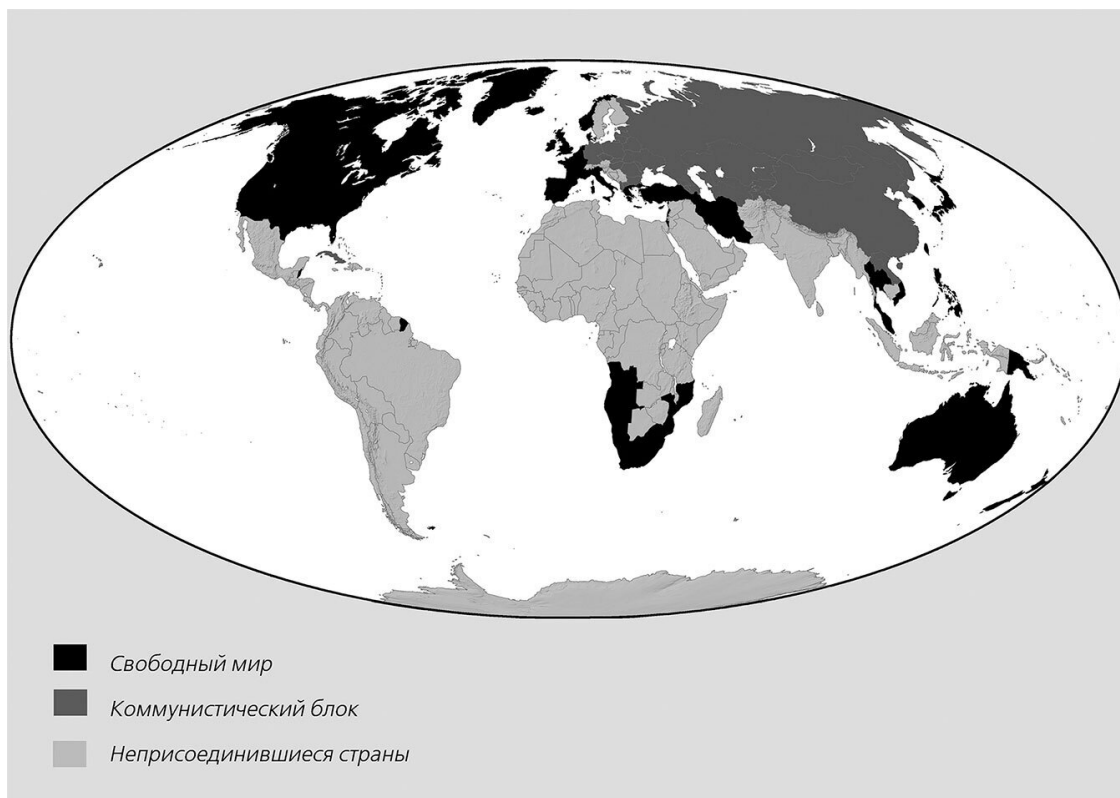 Свободный мир
Коммунистический блок
Неприсоединившиеся страны